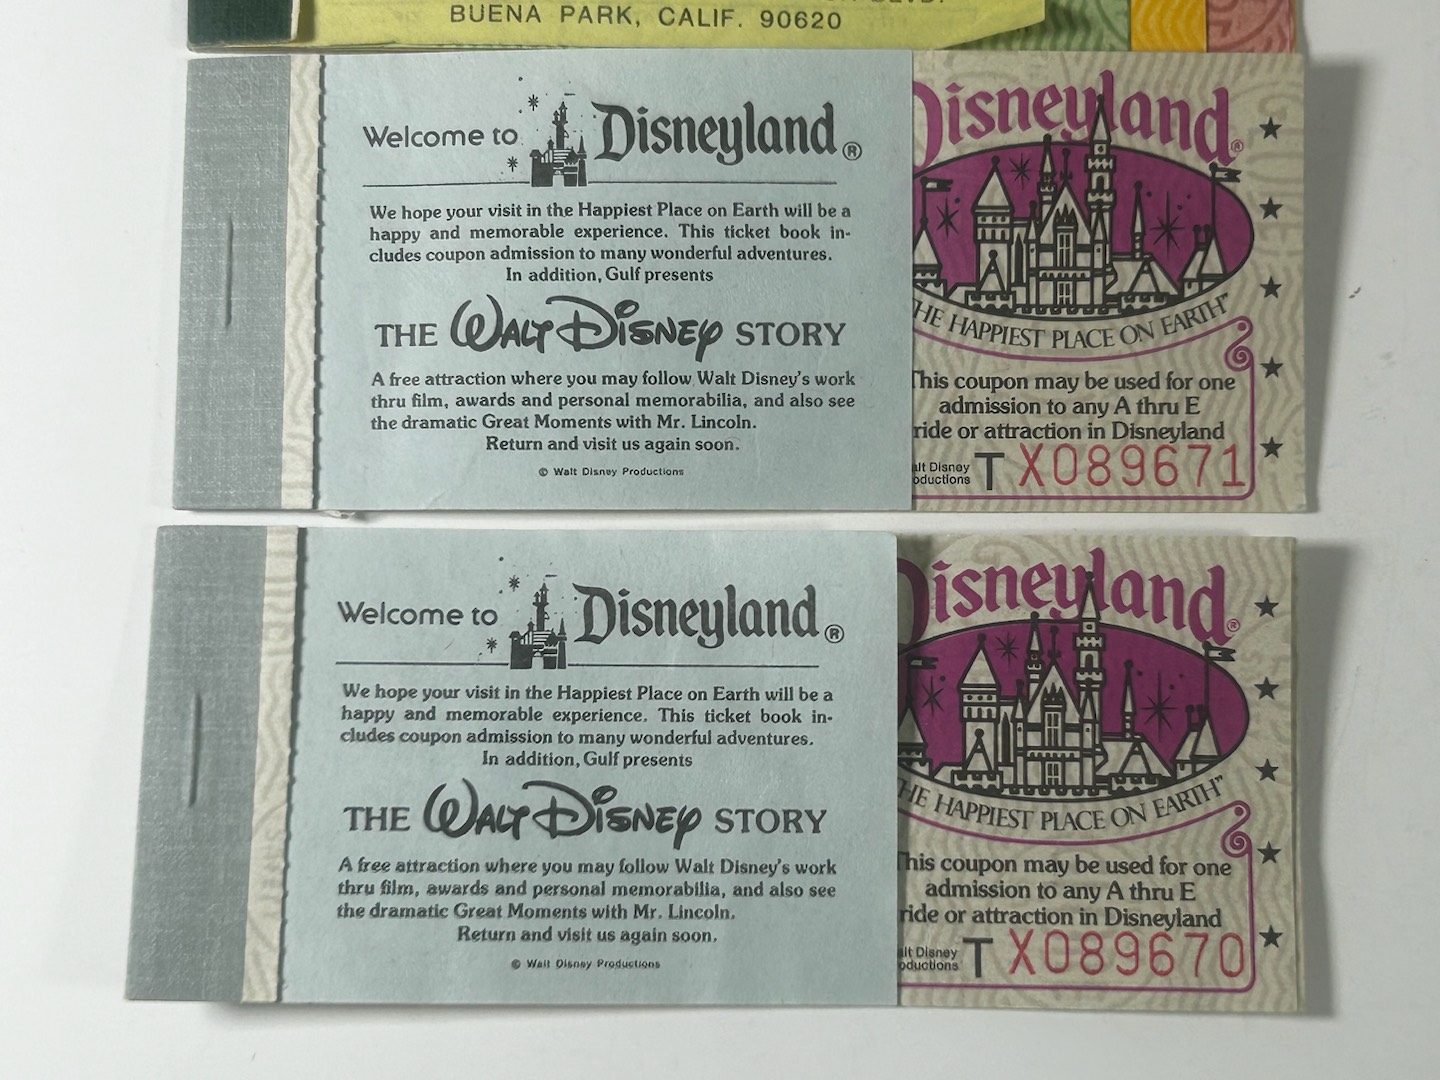 BLVD.
BUENA PARK, CALIF. 90620
Welcome to Disneyland®
We hope your visit in the Happiest Place on Earth will be a
happy and memorable experience. This ticket book in-
cludes coupon admission to many wonderful adventures.
In addition, Gulf presents
THE WALT DISNEY STORY
A free attraction where you may follow Walt Disney's work
thru film, awards and personal memorabilia, and also see
the dramatic Great Moments with Mr. Lincoln.
Return and visit us again soon.
© Walt Disney Productions
Disneyland®
THE HAPPIEST PLACE ON EARTH"
This coupon may be used for one
admission to any A thru E
ride or attraction in Disneyland
alt Disney
oductions T X089671
Welcome to Disneyland®
We hope your visit in the Happiest Place on Earth will be a
happy and memorable experience. This ticket book in-
cludes coupon admission to many wonderful adventures.
In addition, Gulf presents
THE WALT DISNEY STORY
A free attraction where you may follow Walt Disney's work
thru film, awards and personal memorabilia, and also see
the dramatic Great Moments with Mr. Lincoln.
Return and visit us again soon.
© Walt Disney Productions
Disneyland®
THE HAPPIEST PLACE ON EARTH"
This coupon may be used for one
admission to any A thru E
ride or attraction in Disneyland
alt Disney
oductions T X089670